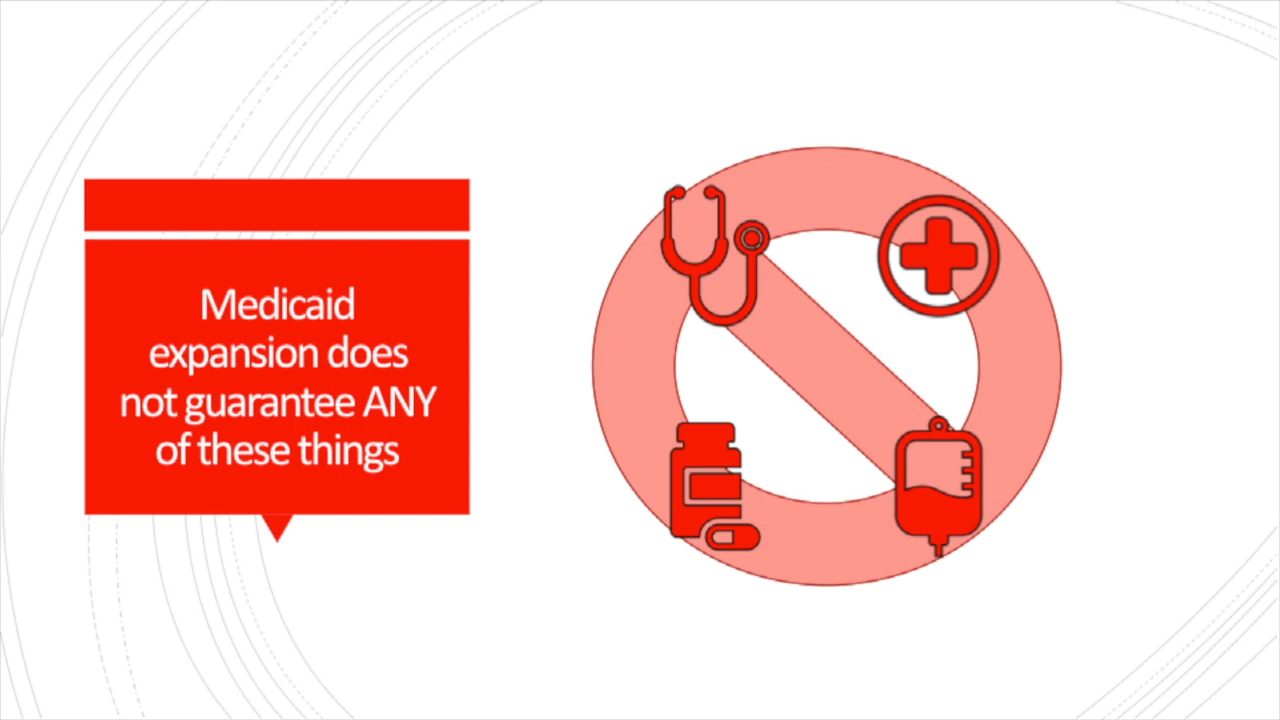 Medicaid
expansion does
not guarantee ANY
of these things